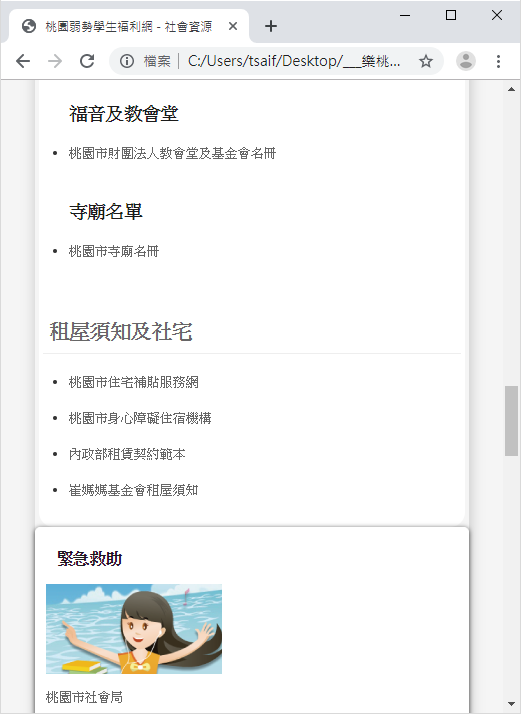 桃園弱勢學生福利網 - 社會資源
檔案 | C:/Users/tsaif/Desktop/___樂桃...
福音及教會堂
桃園市財團法人教會堂及基金會名冊
寺廟名單
桃園市寺廟名冊
租屋須知及社宅
桃園市住宅補貼服務網
桃園市身心障礙住宿機構
內政部租賃契約範本
崔媽媽基金會租屋須知
緊急救助
桃園市社會局